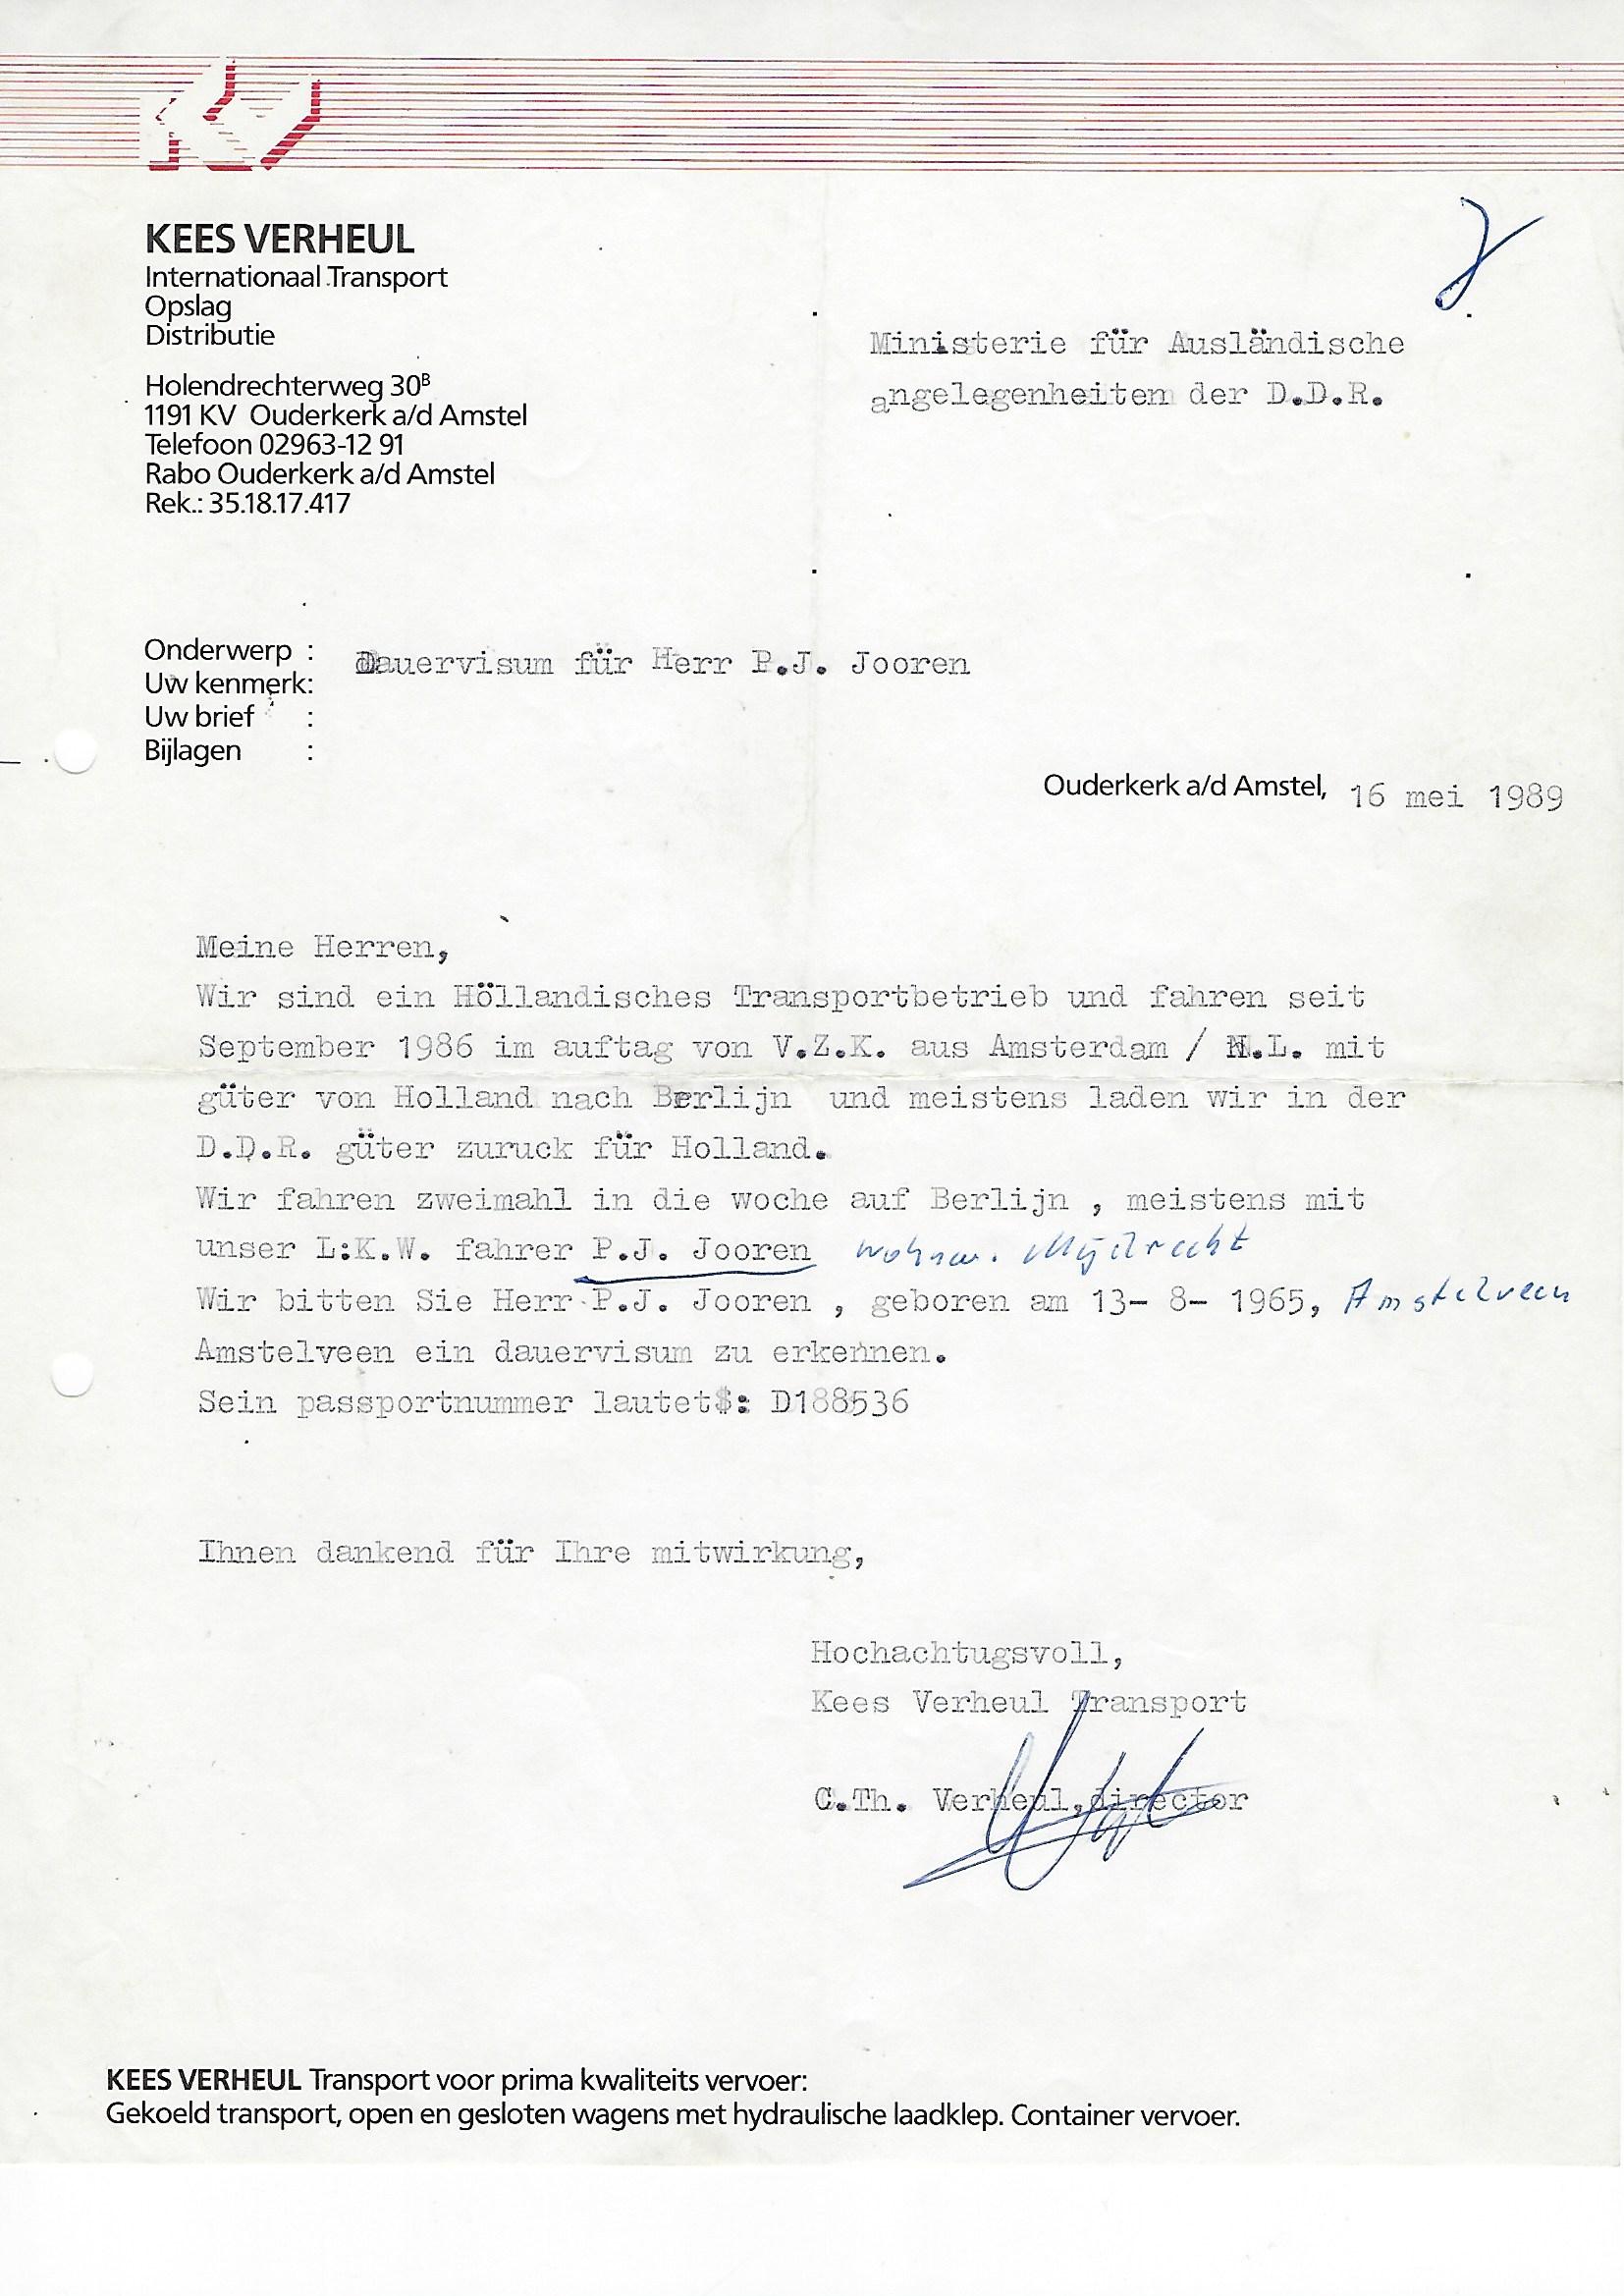 KEES VERHEUL
Internationaal Transport
Opslag
Distributie
Holendrechterweg 30B
1191 KV Ouderkerk a/d Amstel
Telefoon 02963-12 91
Rabo Ouderkerk a/d Amstel
Rek.: 35.18.17.417
Ministerie für Ausländische
angelegenheiten der D.D.R.
Onderwerp : Dauervisum für Herr P.J. Jooren
Uw kenmerk:
Uw brief :
Bijlagen :
Ouderkerk a/d Amstel, 16 mei 1989
Meine Herren,
Wir sind ein Höllandisches Transportbetrieb und fahren seit
September 1986 im auftag von V.Z.K. aus Amsterdam / N.L. mit
güter von Holland nach Berlijn und meistens laden wir in der
D.D.R. güter zuruck für Holland.
Wir fahren zweimahl in die woche auf Berlijn , meistens mit
unser L:K.W. fahrer P.J. Jooren wohnw. Mijdrecht
Wir bitten Sie Herr P.J. Jooren , geboren am 13- 8- 1965, Amstelveen
Amstelveen ein dauervisum zu erkennen.
Sein passportnummer lautet$: D188536
Ihnen dankend für Ihre mitwirkung,
Hochachtugsvoll,
Kees Verheul Transport
C.Th. Verheul,director
KEES VERHEUL Transport voor prima kwaliteits vervoer:
Gekoeld transport, open en gesloten wagens met hydraulische laadklep. Container vervoer.